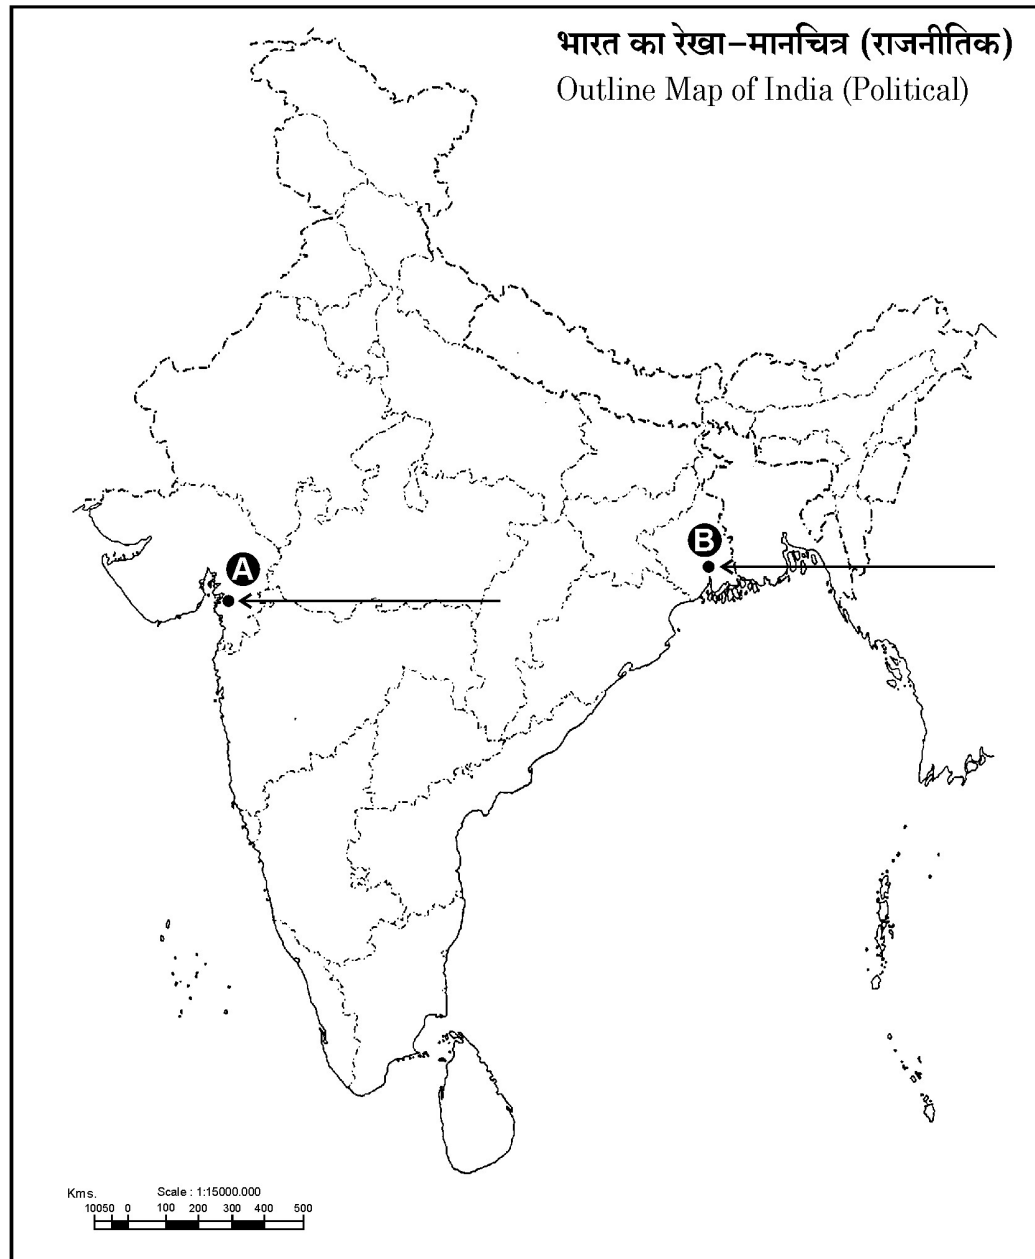 भारत का रेखा–मानचित्र (राजनीतिक)
Outline Map of India (Political)
B
A
Kms.
Scale : 1:15000.000
10050 0 100 200 300 400 500